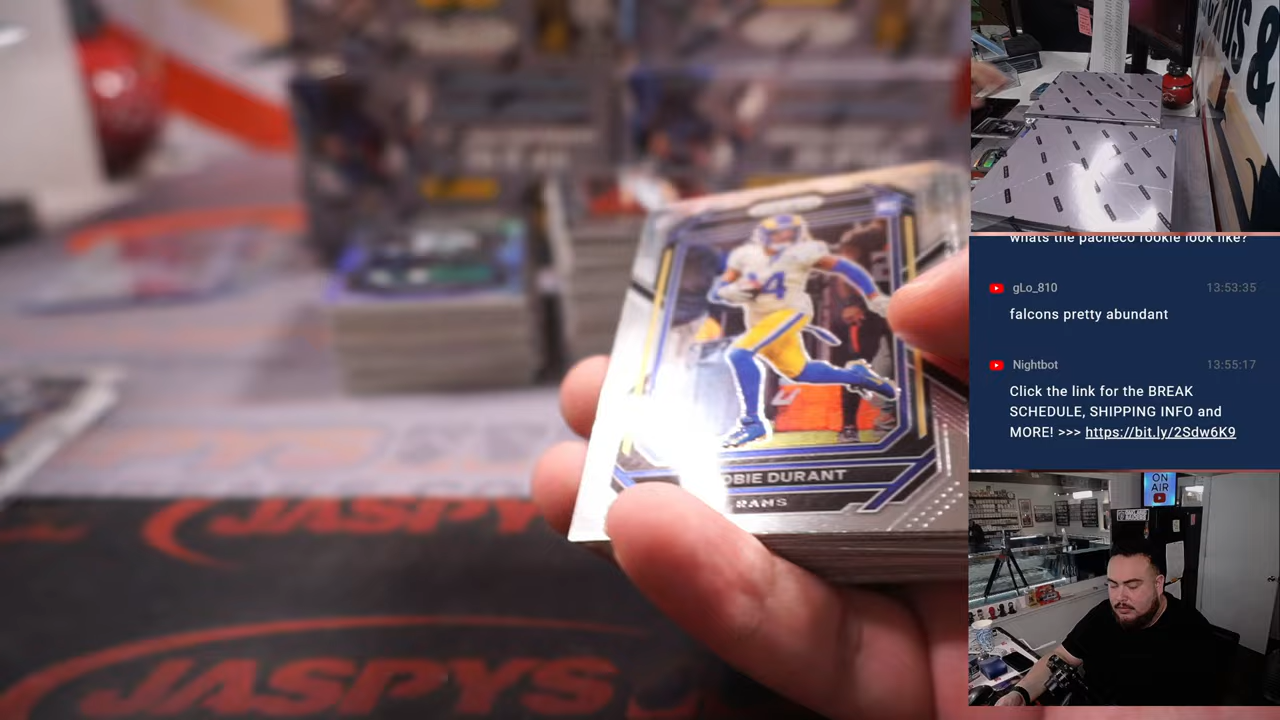 OBIE DURANT
RAMS
JASPYS
JASPYS
whats the pacheco rookie look like?
gLo_810 13:53:35
falcons pretty abundant
Nightbot 13:55:17
Click the link for the BREAK
SCHEDULE, SHIPPING INFO and
MORE! >>> https://bit.ly/2Sdw6K9
ON
AIR